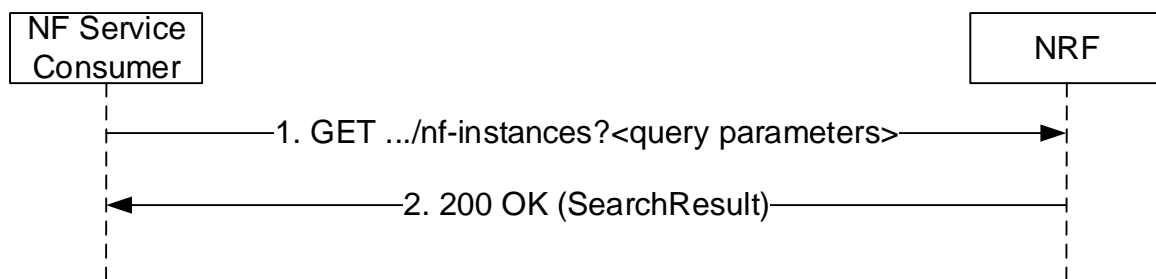 NF Service
Consumer
NRF
1. GET .../nf-instances?<query parameters>
2. 200 OK (SearchResult)